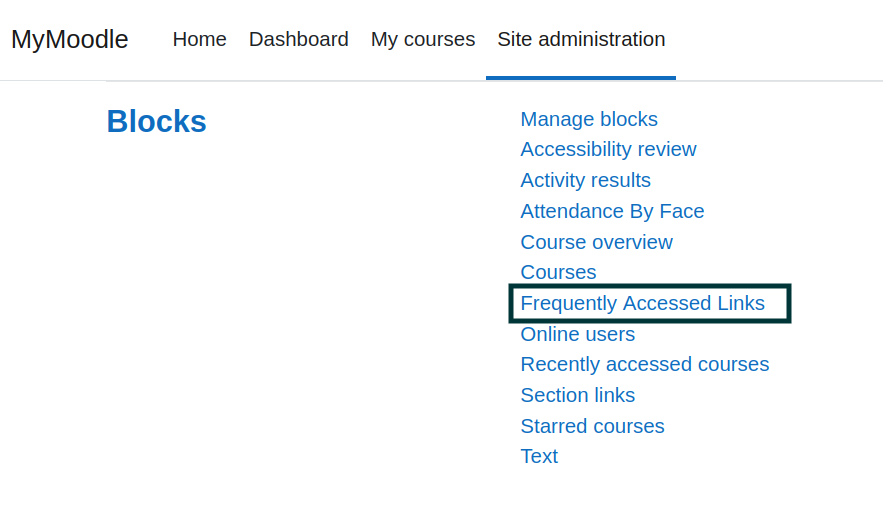 MyMoodle Home Dashboard My courses Site administration
Blocks
Manage blocks
Accessibility review
Activity results
Attendance By Face
Course overview
Courses
Frequently Accessed Links
Online users
Recently accessed courses
Section links
Starred courses
Text